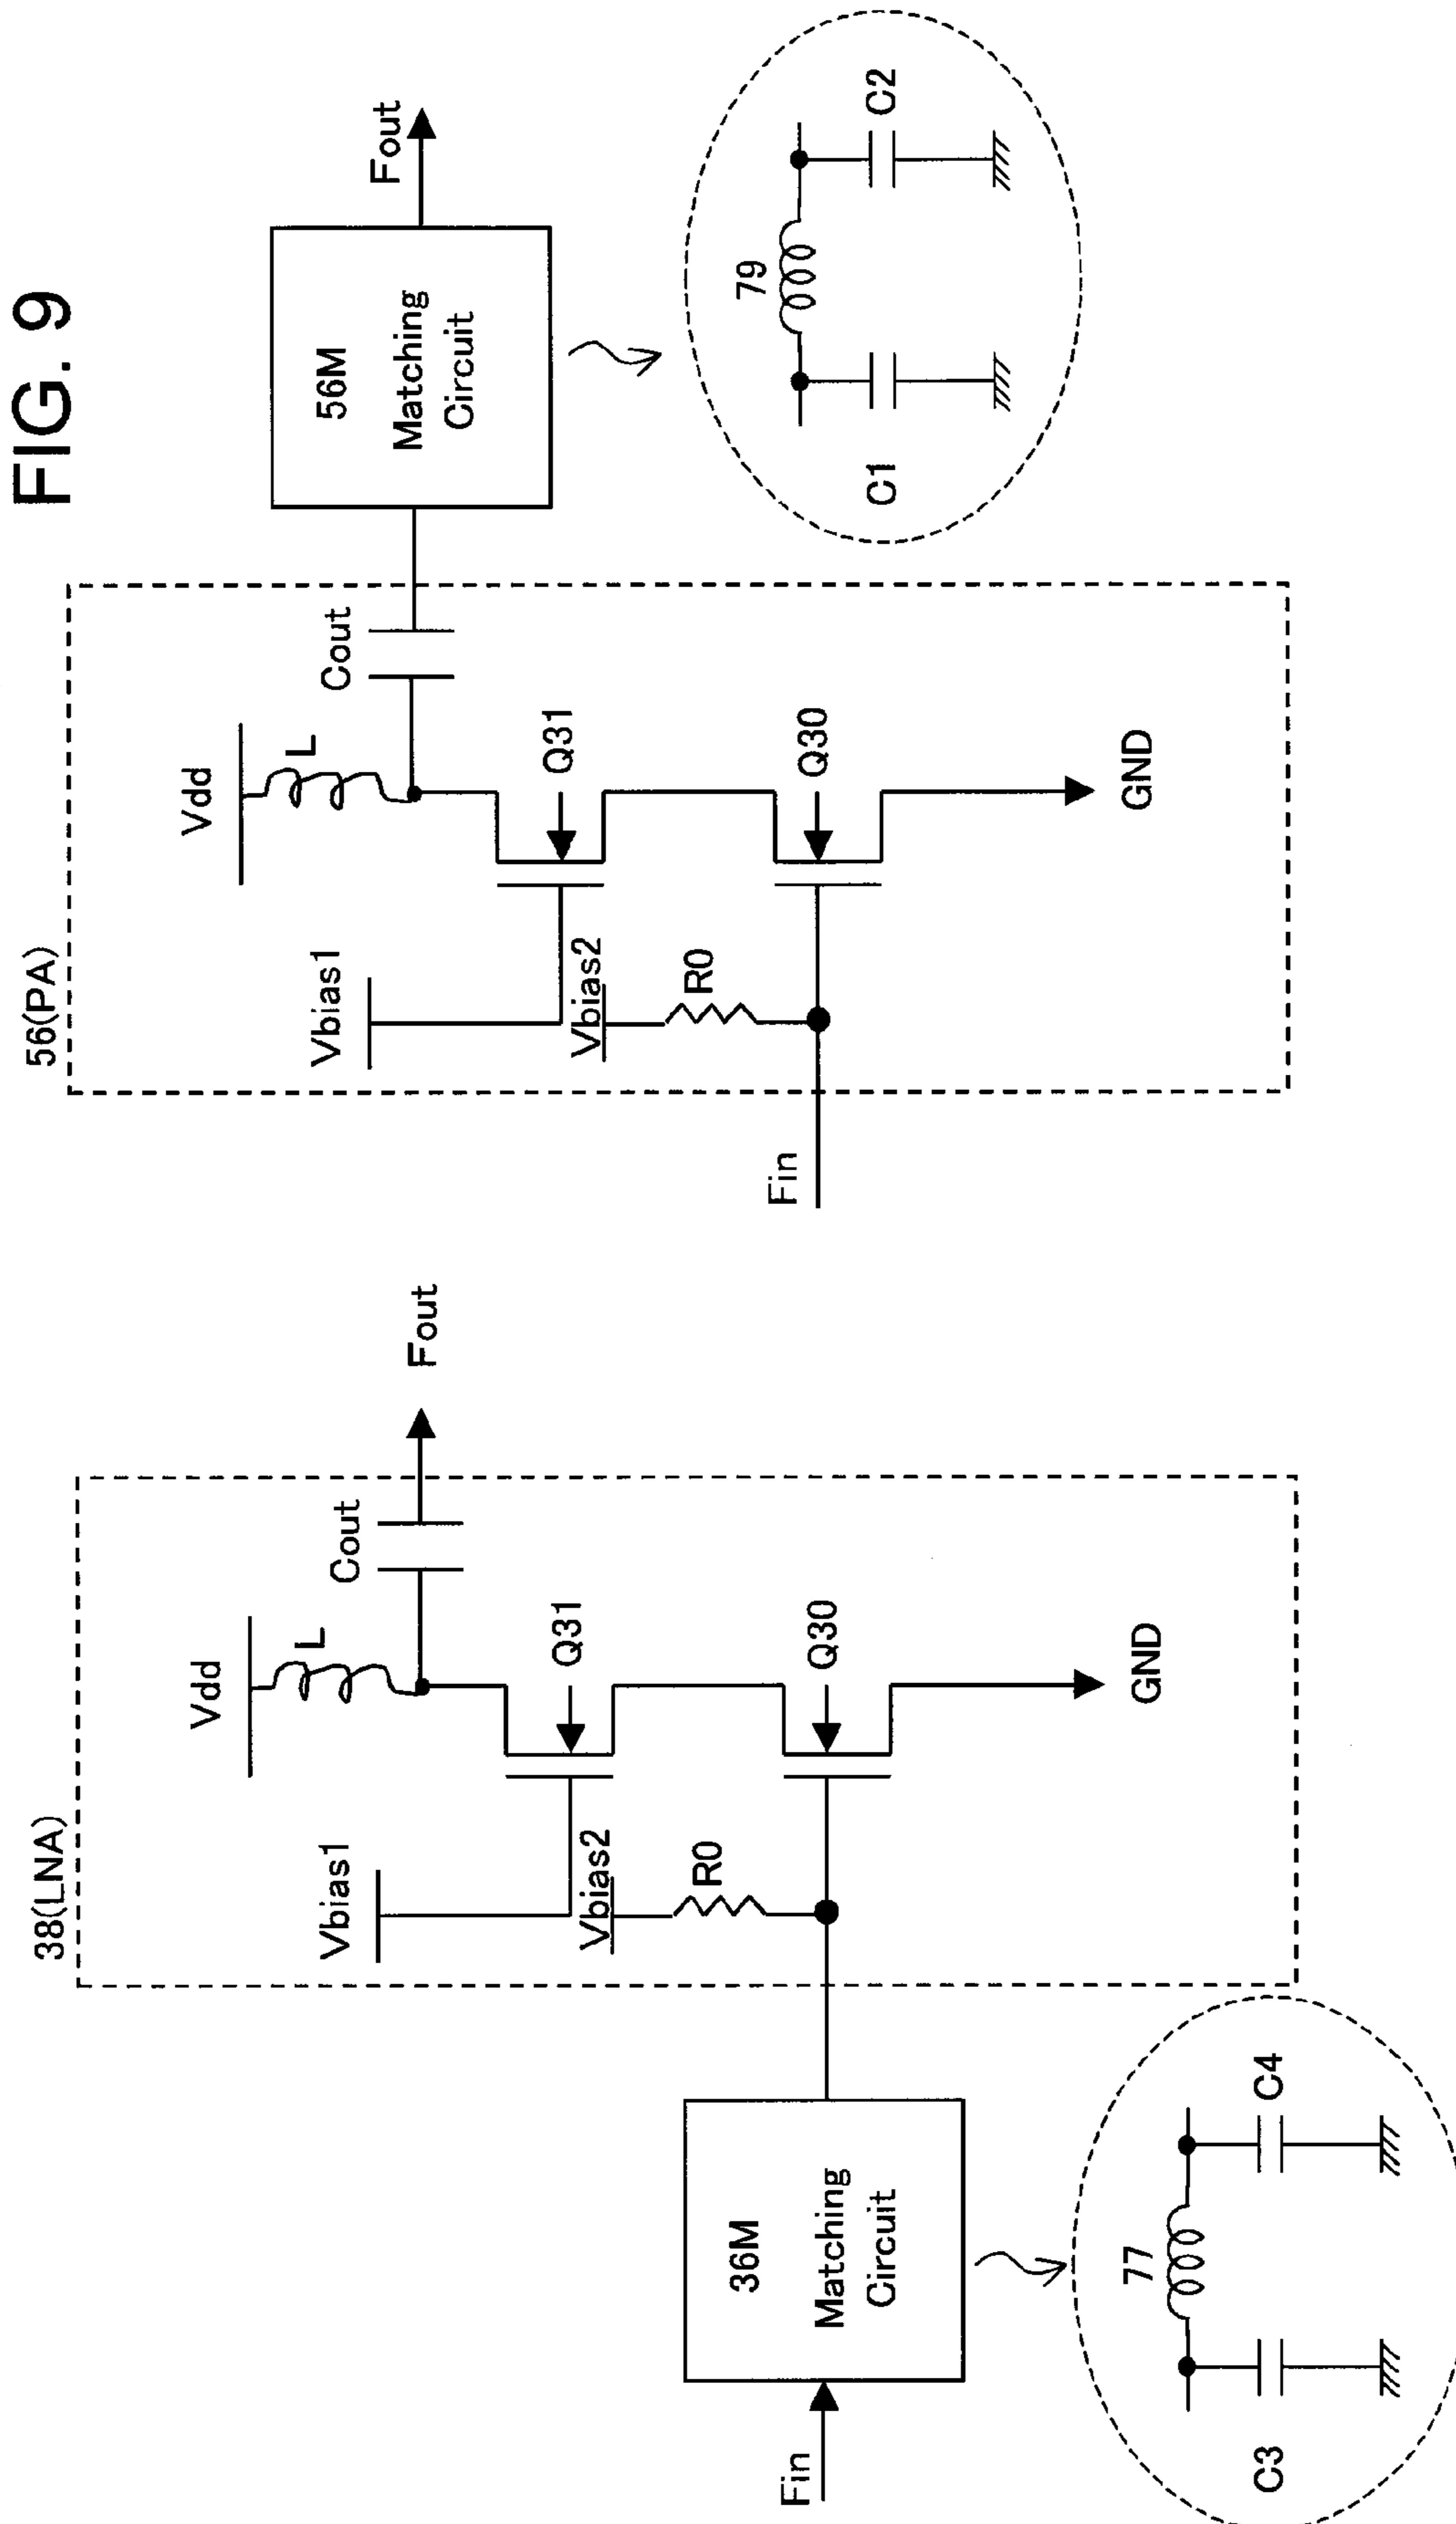 FIG. 9
38(LNA)
Vdd
L
Cout
Fout
Vbias1
Vbias2
R0
Q31
Q30
GND
Fin
36M
Matching
Circuit
77
C3
C4
56(PA)
Vdd
L
Cout
Vbias1
Vbias2
R0
Q31
Q30
GND
Fin
56M
Matching
Circuit
Fout
79
C1
C2